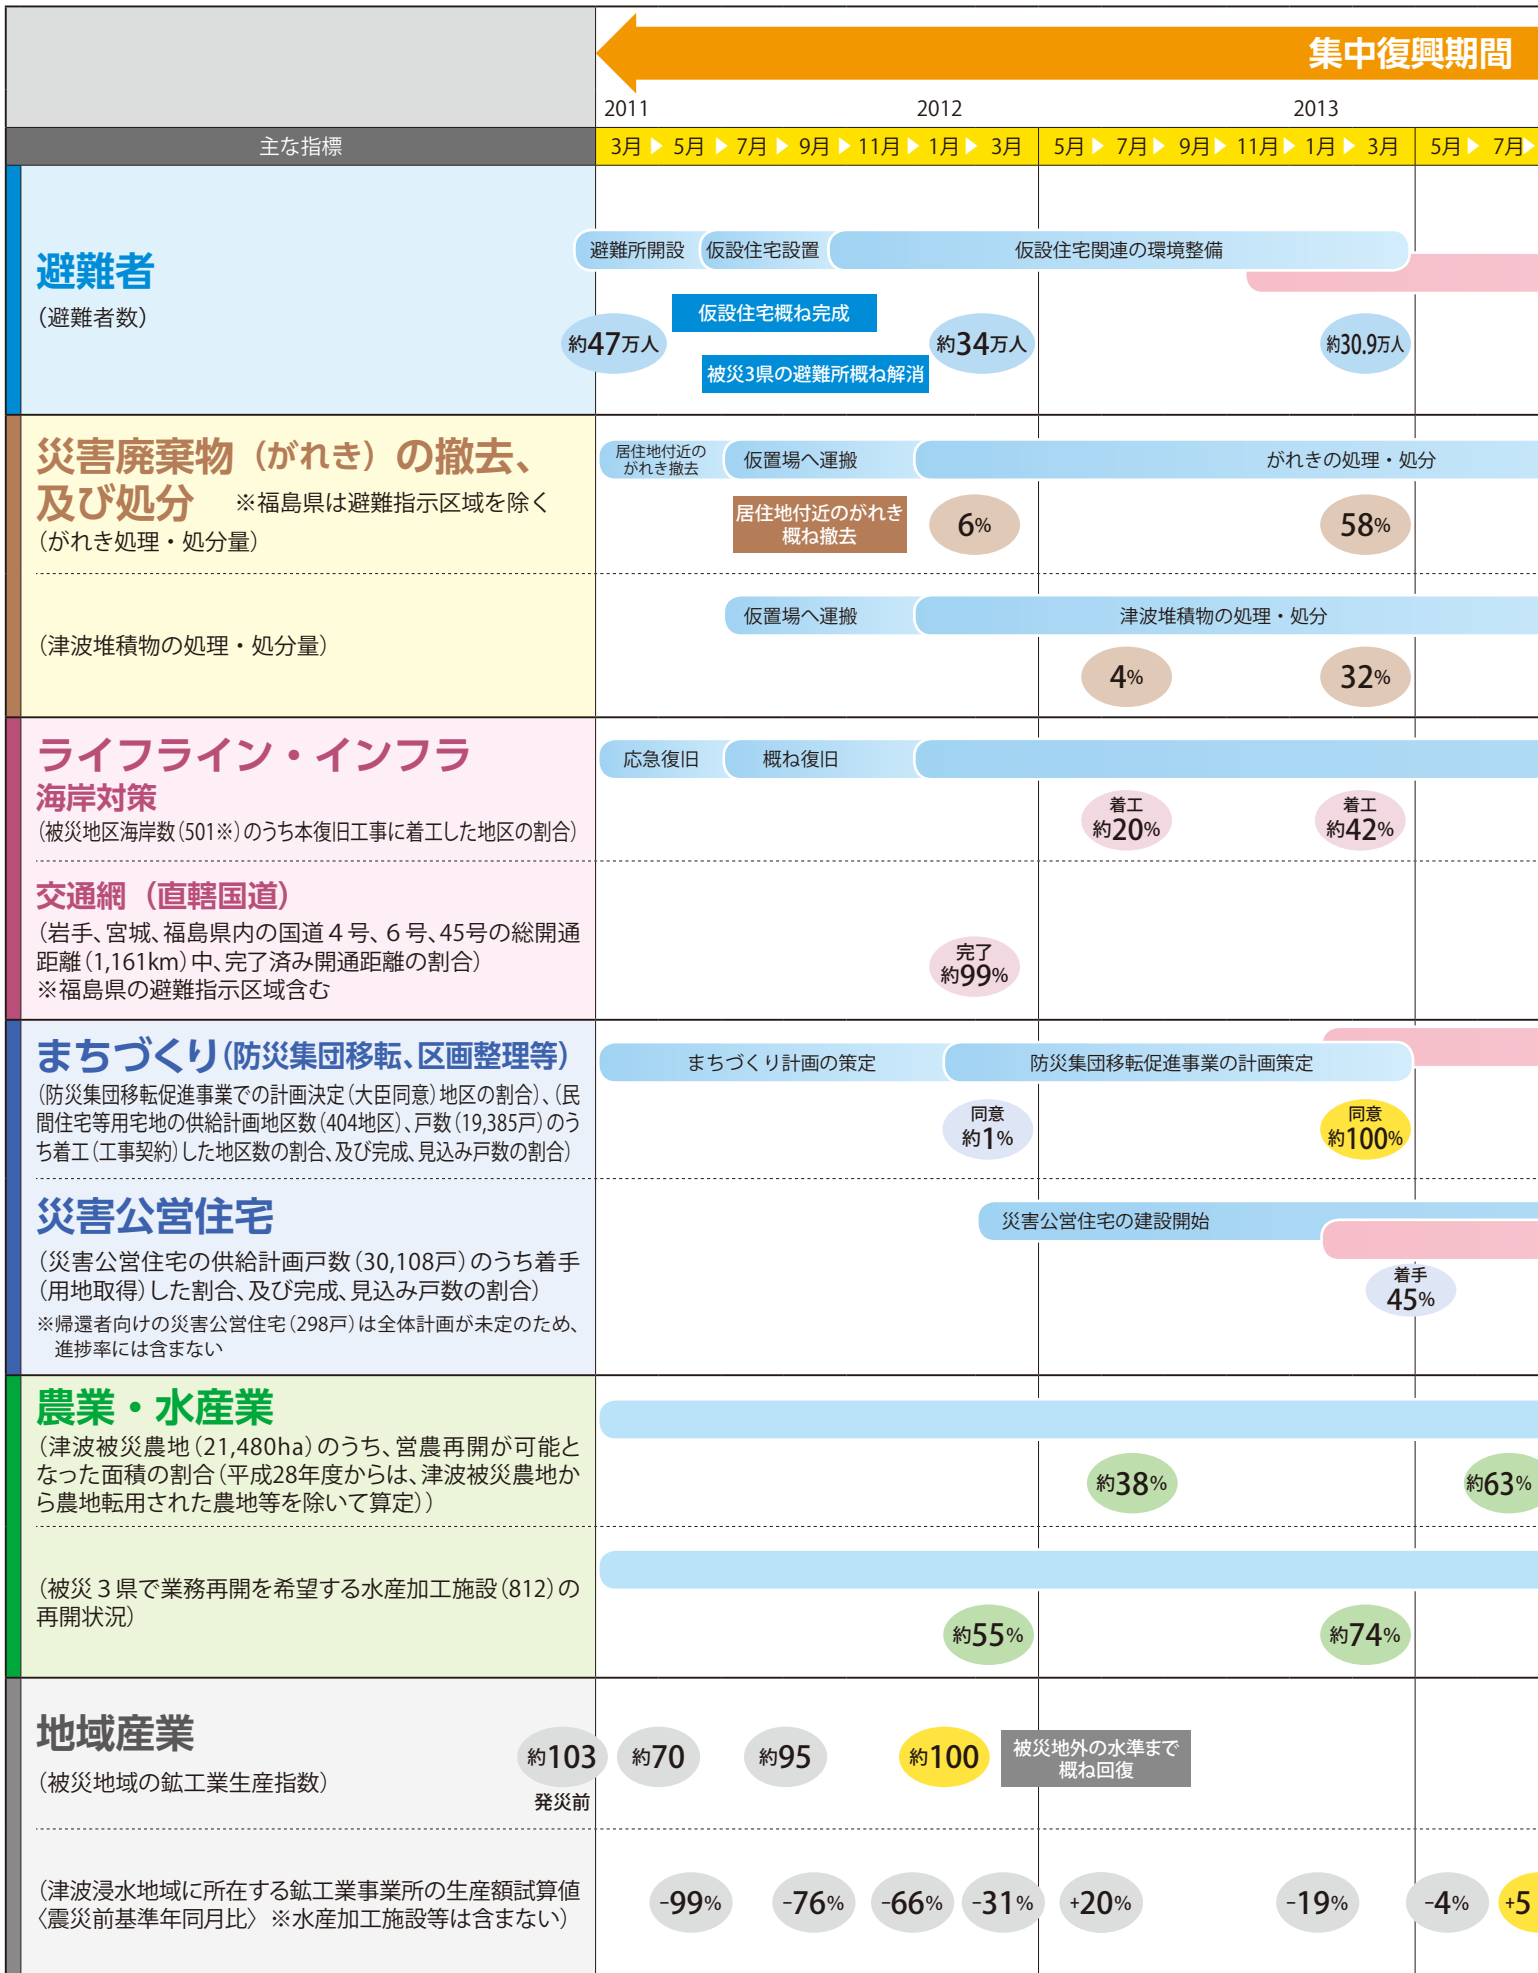 集中復興期間
2011 2012 2013
主な指標
3月 5月 7月 9月 11月 1月 3月 5月 7月 9月 11月 1月 3月 5月 7月
避難者
(避難者数)
避難所開設 仮設住宅設置 仮設住宅関連の環境整備
仮設住宅概ね完成
約47万人 約34万人 約30.9万人
被災3県の避難所概ね解消
災害廃棄物（がれき）の撤去、
及び処分 ※福島県は避難指示区域を除く
(がれき処理・処分量)
居住地付近の
がれき撤去
仮置場へ運搬 がれきの処理・処分
居住地付近のがれき
概ね撤去
6% 58%
(津波堆積物の処理・処分量)
仮置場へ運搬 津波堆積物の処理・処分
4% 32%
ライフライン・インフラ
海岸対策
(被災地区海岸数(501※)のうち本復旧工事に着工した地区の割合)
応急復旧 概ね復旧
着工
約20%
着工
約42%
交通網（直轄国道）
(岩手、宮城、福島県内の国道４号、６号、45号の総開通
距離(1,161km)中、完了済み開通距離の割合)
※福島県の避難指示区域含む
完了
約99%
まちづくり(防災集団移転、区画整理等)
(防災集団移転促進事業での計画決定(大臣同意)地区の割合)、(民
間住宅等用宅地の供給計画地区数(404地区)、戸数(19,385戸)のう
ち着工(工事契約)した地区数の割合、及び完成、見込み戸数の割合)
まちづくり計画の策定 防災集団移転促進事業の計画策定
同意
約1%
同意
約100%
災害公営住宅
(災害公営住宅の供給計画戸数(30,108戸)のうち着手
(用地取得)した割合、及び完成、見込み戸数の割合)
※帰還者向けの災害公営住宅(298戸)は全体計画が未定のため、
進捗率には含まない
災害公営住宅の建設開始
着手
45%
農業・水産業
(津波被災農地(21,480ha)のうち、営農再開が可能と
なった面積の割合(平成28年度からは、津波被災農地か
ら農地転用された農地等を除いて算定))
約38% 約63%
(被災３県で業務再開を希望する水産加工施設(812)の
再開状況)
約55% 約74%
地域産業
(被災地域の鉱工業生産指数)
約103
発災前
約70 約95 約100
被災地外の水準まで
概ね回復
(津波浸水地域に所在する鉱工業事業所の生産額試算値
〈震災前基準年同月比〉※水産加工施設等は含まない)
-99% -76% -66% -31% +20% -19% -4% +5